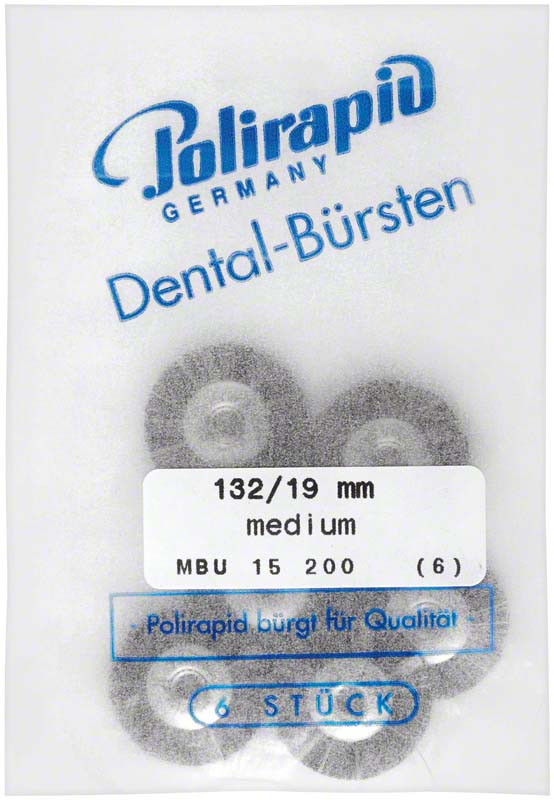 Polirapid
GERMANY
Dental-Bürsten
132/19 mm
medium
MBU 15 200 (6)
- Polirapid bürgt für Qualität -
6 STÜCK